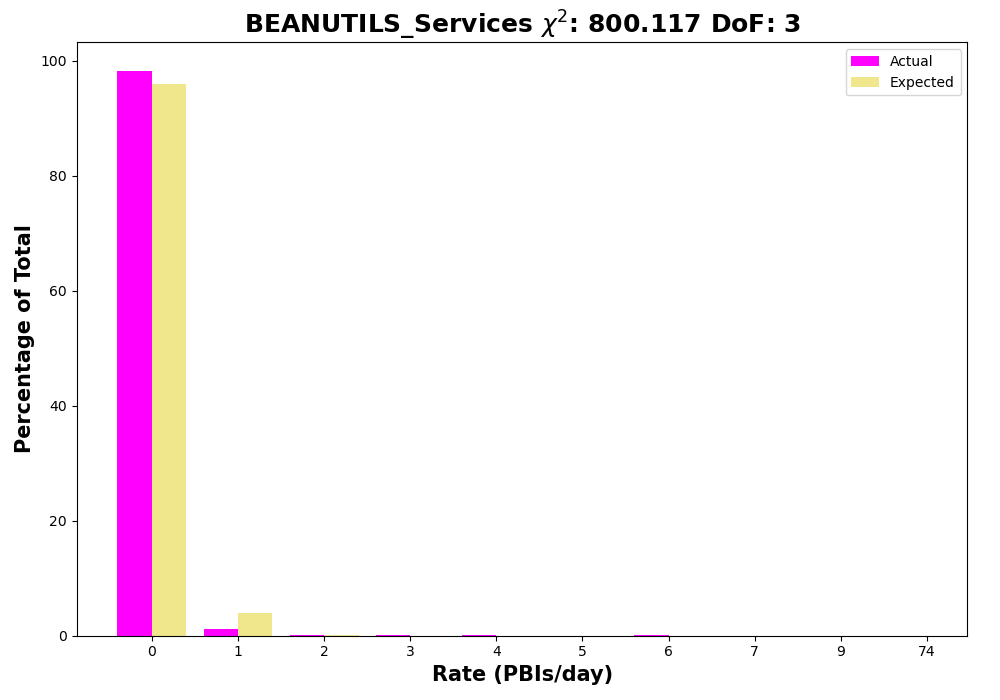 BEANUTILS_Services χ²: 800.117 DoF: 3
Actual
Expected
100
80
60
40
20
0
Percentage of Total
0 1 2 3 4 5 6 7 9 74
Rate (PBIs/day)